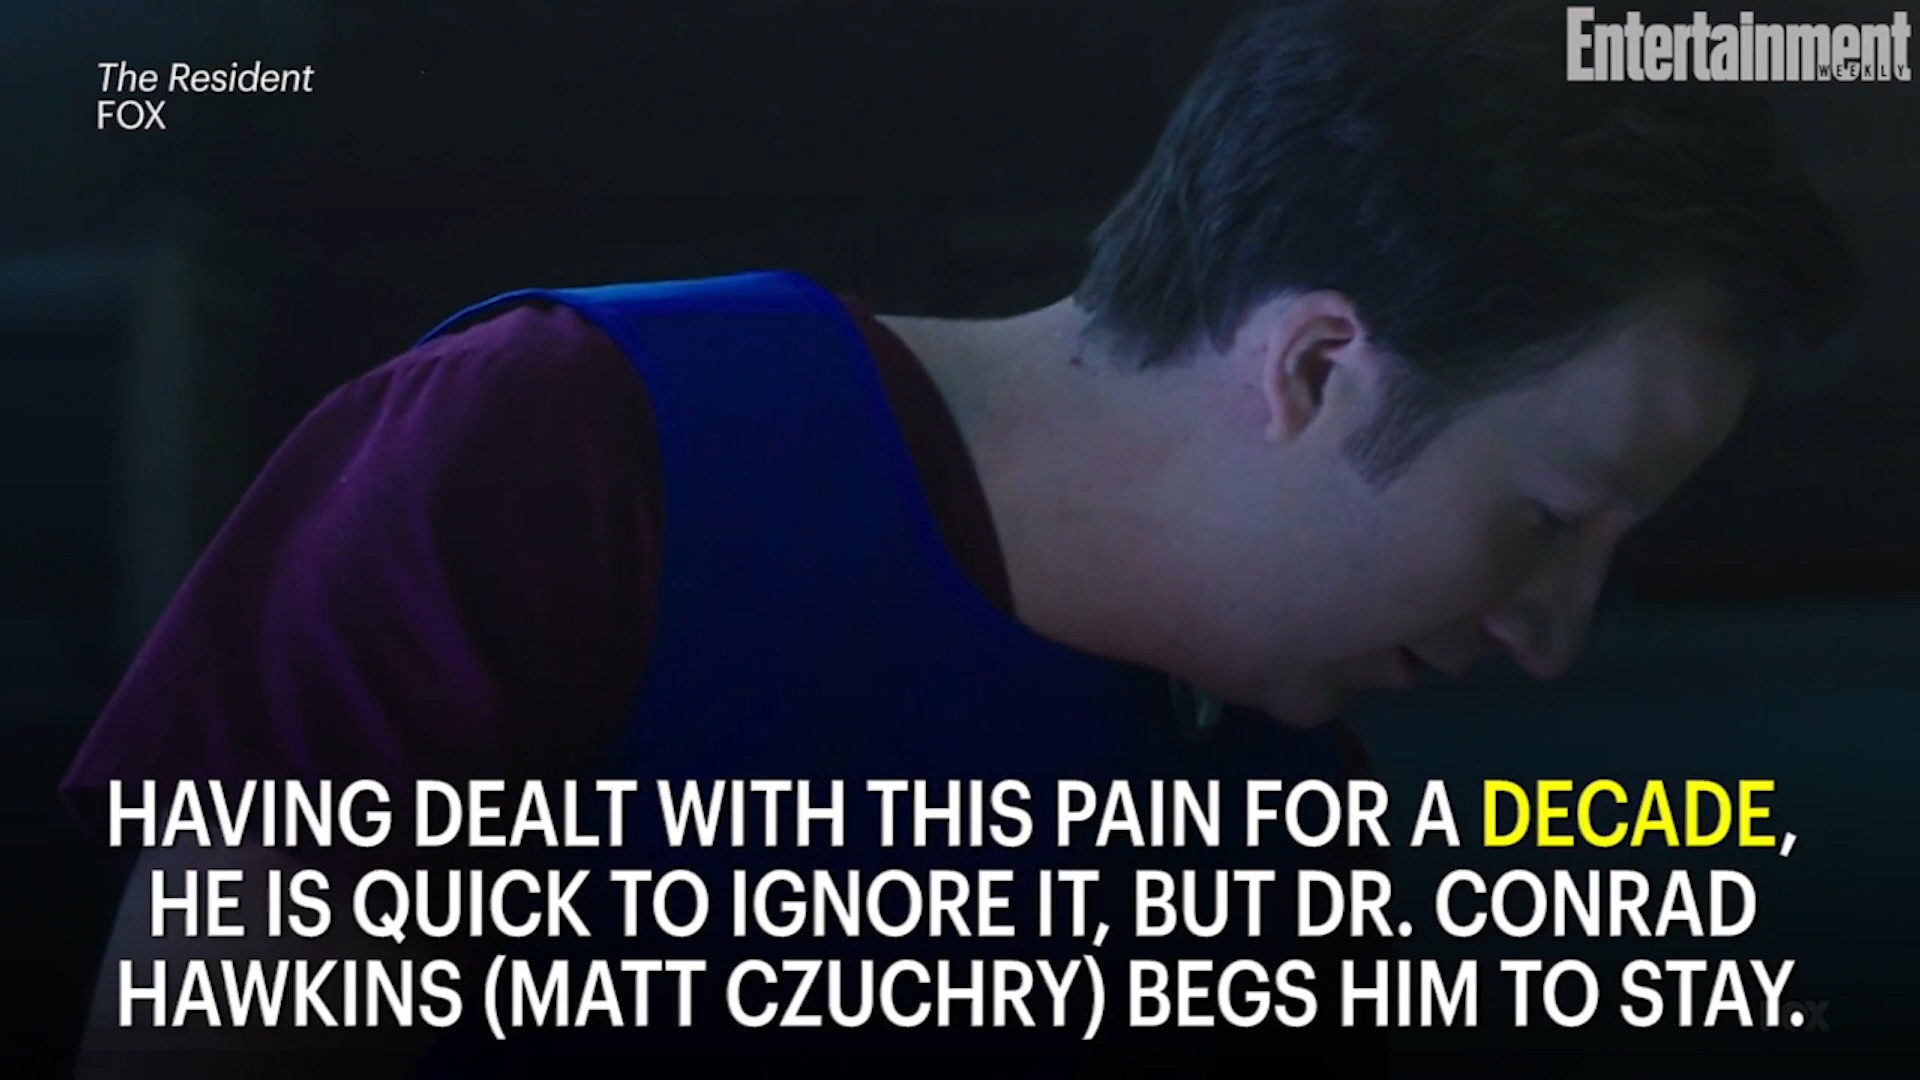 The Resident
FOX
Entertainment
WEEKLY
HAVING DEALT WITH THIS PAIN FOR A DECADE,
HE IS QUICK TO IGNORE IT, BUT DR. CONRAD
HAWKINS (MATT CZUCHRY) BEGS HIM TO STAY.
FOX